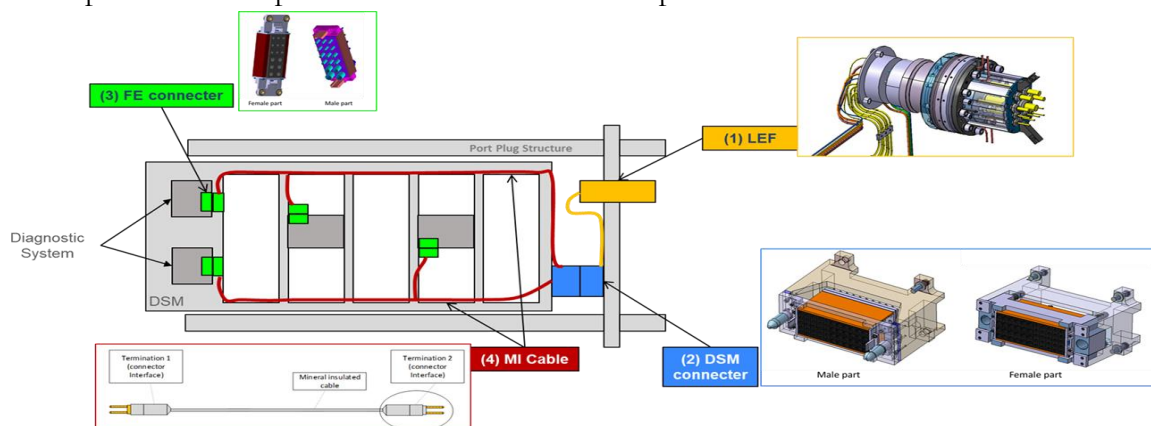 Female part
Male part
(3) FE connecter
Port Plug Structure
(1) LEF
Diagnostic
System
DSM
(4) MI Cable
(2) DSM
connecter
Male part
Female part
Termination 1
(connector
Interface)
Mineral insulated
cable
Termination 2
(connector
Interface)